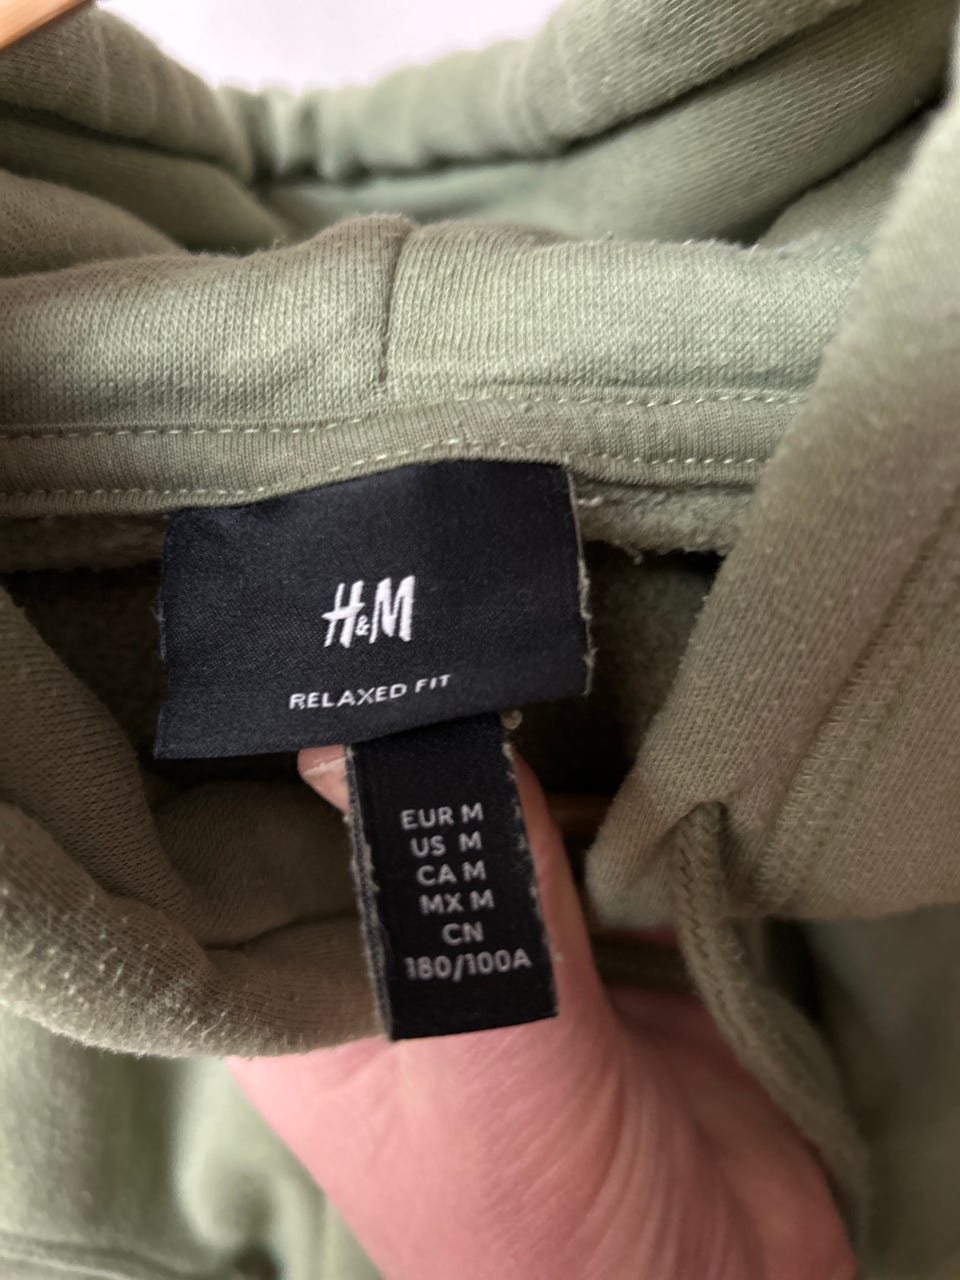 H&M
RELAXED FIT
EUR M
US M
CA M
MX M
CN
180/100A